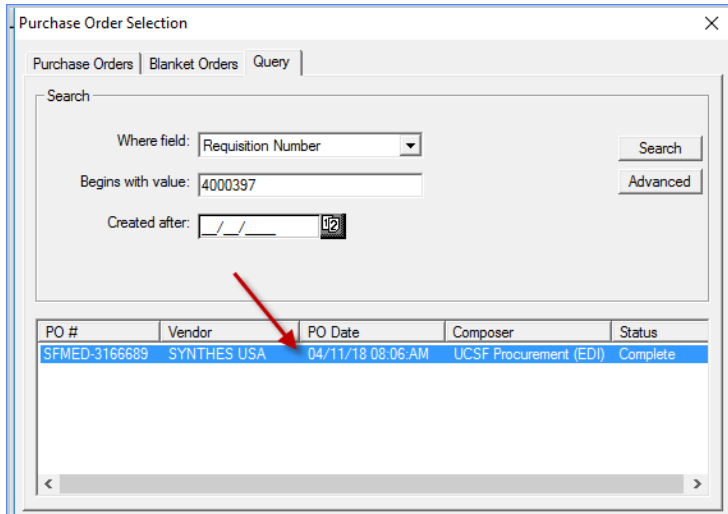 Purchase Order Selection
Purchase Orders Blanket Orders Query
Search
Where field: Requisition Number Search
Begins with value: 4000397 Advanced
Created after: __/__/____ 12
PO # Vendor PO Date Composer Status
SFMED-3166689 SYNTHES USA 04/11/18 08:06:AM UCSF Procurement (EDI) Complete